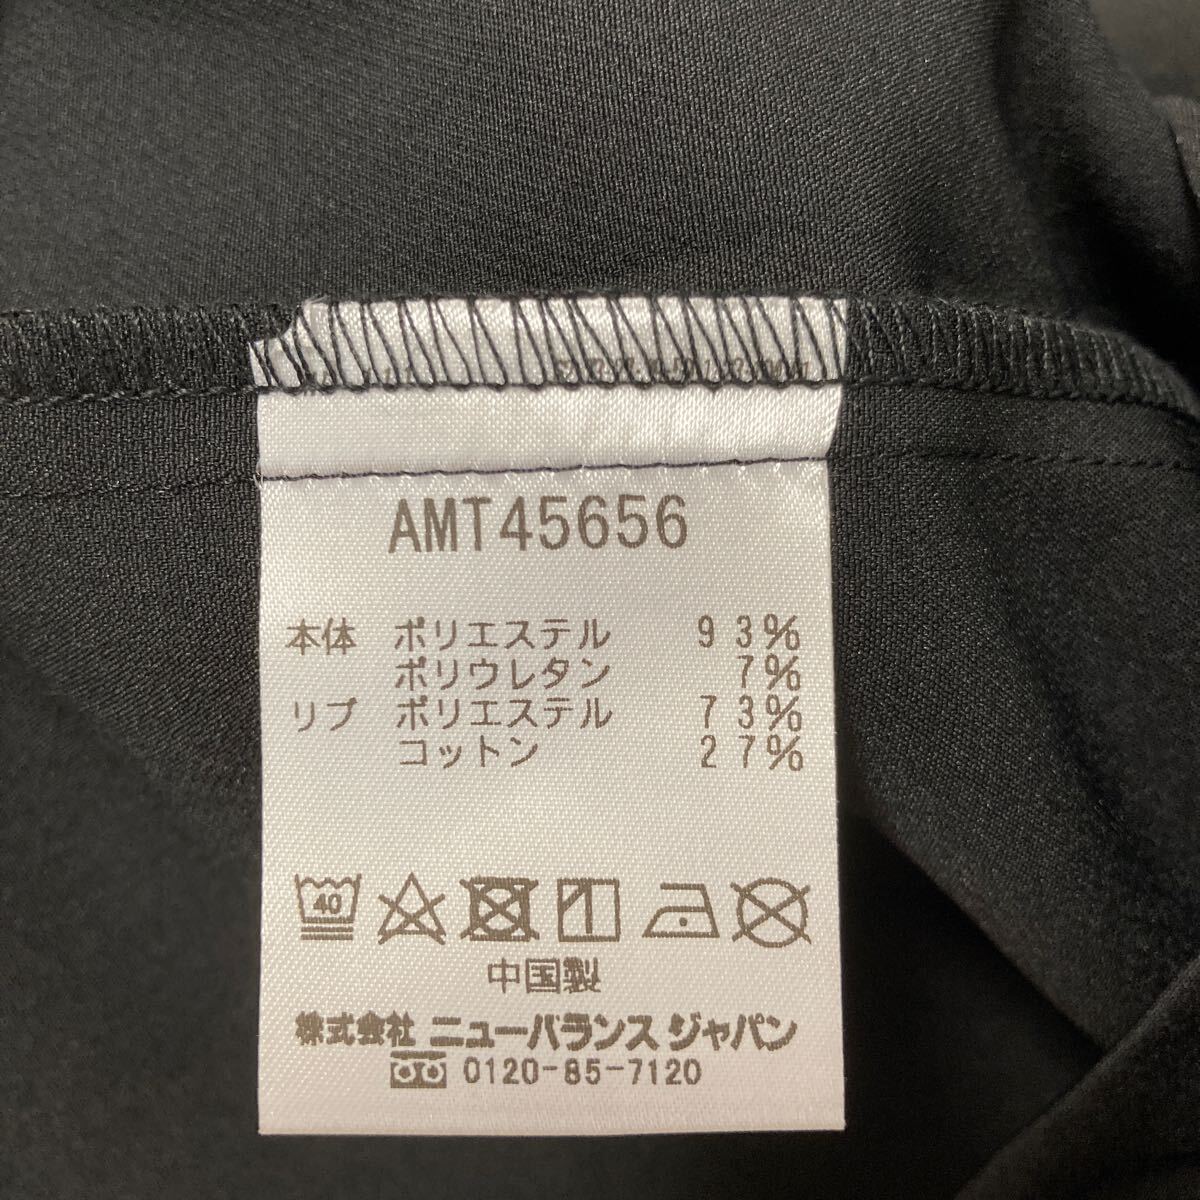 AMT45656
本体 ポリエステル 93%
ポリウレタン 7%
リブ ポリエステル 73%
コットン 27%
40
中国製
株式会社 ニューバランス ジャパン
0120-85-7120